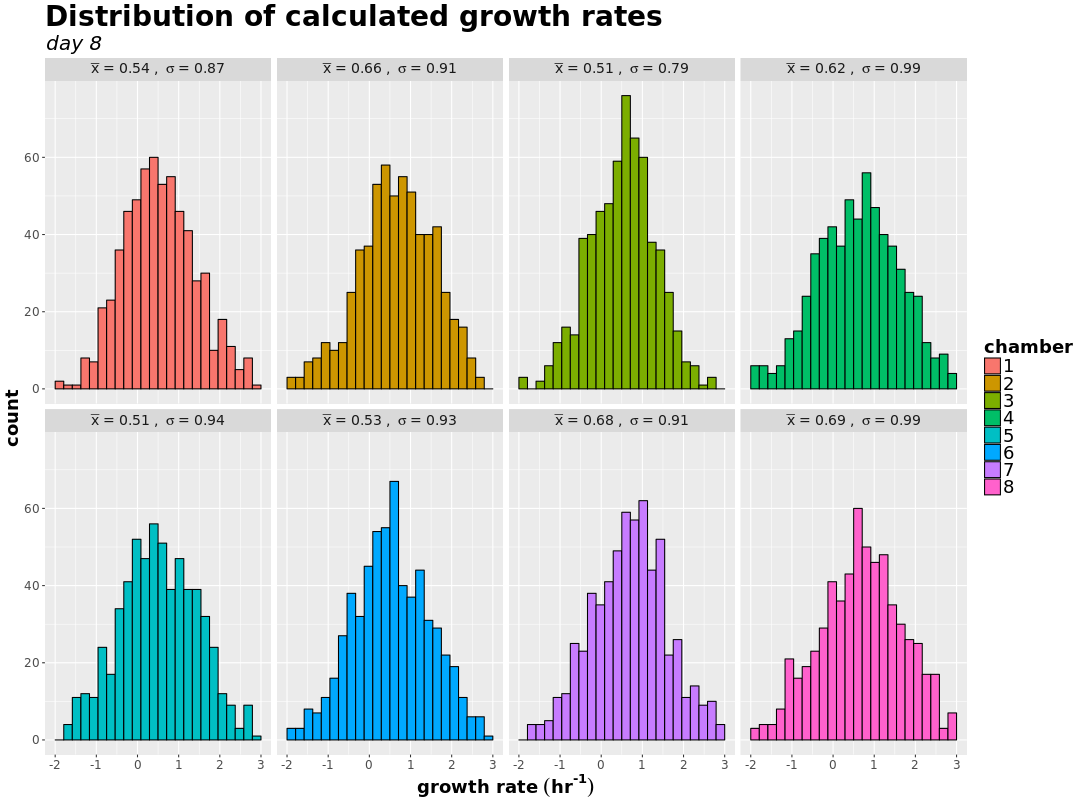 Distribution of calculated growth rates
day 8
x̅ = 0.54 , σ = 0.87
x̅ = 0.66 , σ = 0.91
x̅ = 0.51 , σ = 0.79
x̅ = 0.62 , σ = 0.99
60
40
20
0
count
x̅ = 0.51 , σ = 0.94
x̅ = 0.53 , σ = 0.93
x̅ = 0.68 , σ = 0.91
x̅ = 0.69 , σ = 0.99
60
40
20
0
-2 -1 0 1 2 3
-2 -1 0 1 2 3
-2 -1 0 1 2 3
-2 -1 0 1 2 3
growth rate (hr⁻¹)
chamber
1
2
3
4
5
6
7
8